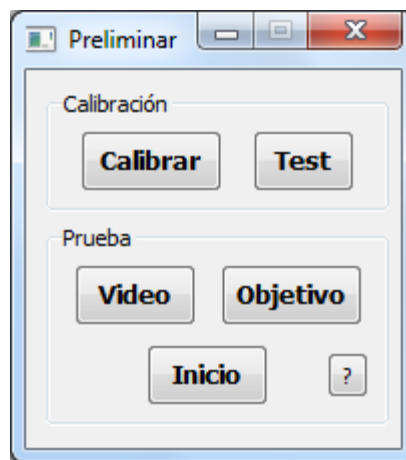 Preliminar
Calibración
Calibrar Test
Prueba
Video Objetivo
Inicio ?